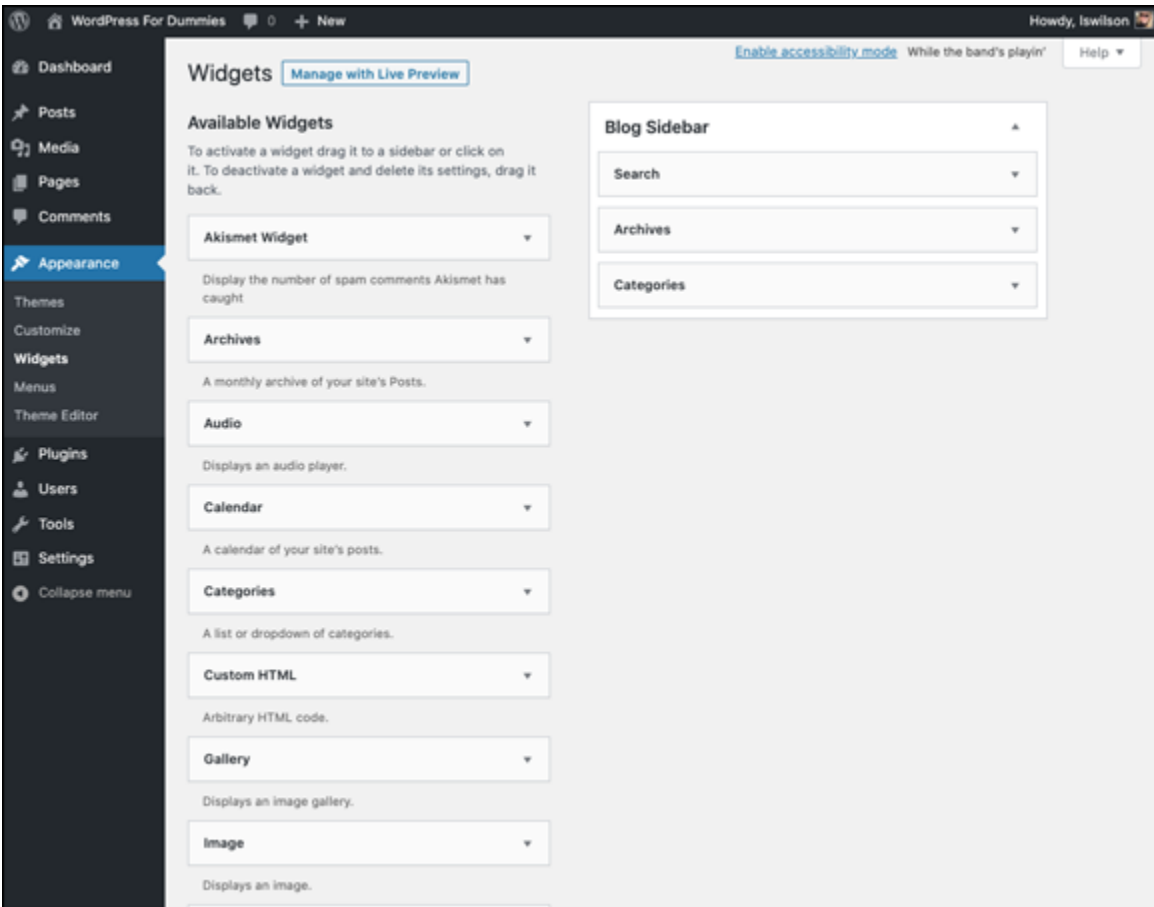 WordPress For Dummies 0 + New Howdy, lswilson
Dashboard
Posts
Media
Pages
Comments
Appearance
Themes
Customize
Widgets
Menus
Theme Editor
Plugins
Users
Tools
Settings
Collapse menu
Enable accessibility mode While the band's playin' Help
Widgets Manage with Live Preview
Available Widgets
To activate a widget drag it to a sidebar or click on
it. To deactivate a widget and delete its settings, drag it
back.
Akismet Widget
Display the number of spam comments Akismet has
caught
Archives
A monthly archive of your site's Posts.
Audio
Displays an audio player.
Calendar
A calendar of your site's posts.
Categories
A list or dropdown of categories.
Custom HTML
Arbitrary HTML code.
Gallery
Displays an image gallery.
Image
Displays an image.
Blog Sidebar
Search
Archives
Categories